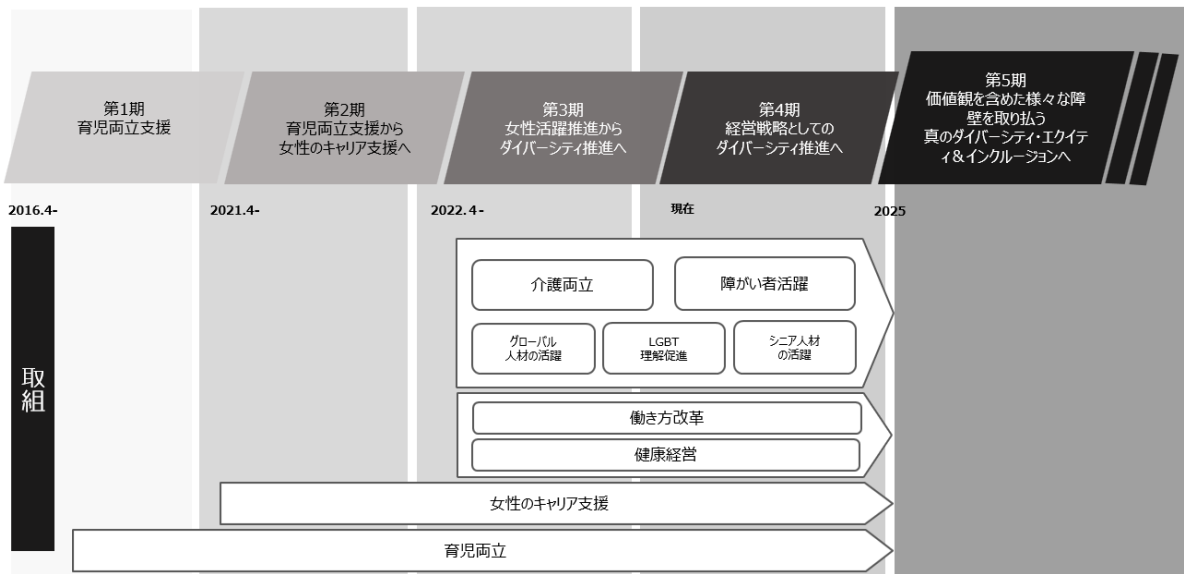 第1期
育児両立支援
第2期
育児両立支援から
女性のキャリア支援へ
第3期
女性活躍推進から
ダイバーシティ推進へ
第4期
経営戦略としての
ダイバーシティ推進へ
第5期
価値観を含めた様々な障
壁を取り払う
真のダイバーシティ・エクイテ
ィ＆インクルージョンへ
2016.4-
2021.4-
2022.4-
現在
2025
取組
介護両立
障がい者活躍
グローバル
人材の活躍
LGBT
理解促進
シニア人材
の活躍
働き方改革
健康経営
女性のキャリア支援
育児両立